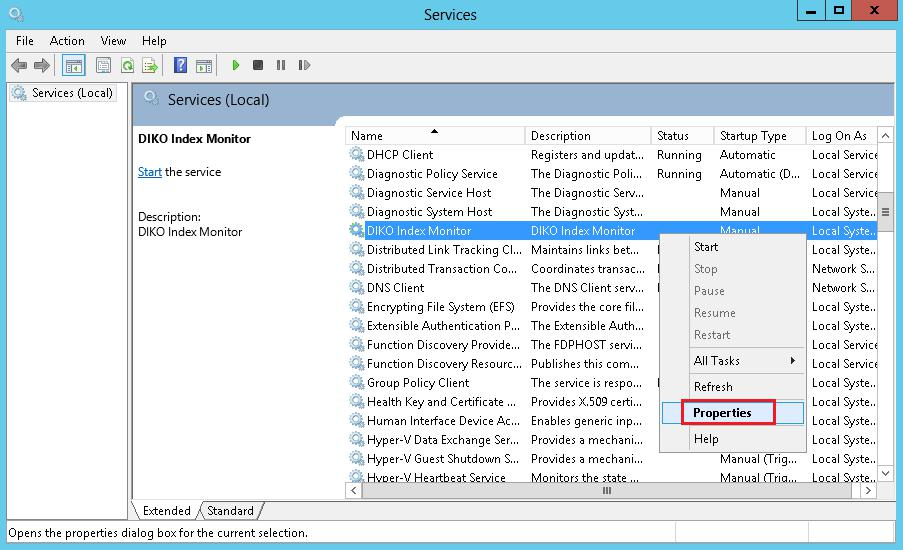 Services
File Action View Help
Services (Local)
Services (Local)
DIKO Index Monitor
Start the service
Description:
DIKO Index Monitor
Name Description Status Startup Type Log On As
DHCP Client Registers and updat... Running Automatic Local Service
Diagnostic Policy Service The Diagnostic Poli... Running Automatic (D... Local Service
Diagnostic Service Host The Diagnostic Serv... Manual Local Service
Diagnostic System Host The Diagnostic Syst... Manual Local Syste...
DIKO Index Monitor DIKO Index Monitor Manual Local Syste...
Distributed Link Tracking Cl... Maintains links bet... Local Syste...
Distributed Transaction Co... Coordinates transac... Network S...
DNS Client The DNS Client serv... Network S...
Encrypting File System (EFS) Provides the core fil... Local Syste...
Extensible Authentication P... The Extensible Auth... Local Syste...
Function Discovery Provide... The FDPHOST servi... Local Service
Function Discovery Resourc... Publishes this com... Local Service
Group Policy Client The service is respo... Local Syste...
Health Key and Certificate ... Provides X.509 certi... Local Syste...
Human Interface Device Ac... Enables generic inp... Local Syste...
Hyper-V Data Exchange Ser... Provides a mechani... Local Syste...
Hyper-V Guest Shutdown S... Provides a mechani... Manual (Trig... Local Syste...
Hyper-V Heartbeat Service Monitors the state Manual (Trig... Local Syste...
Start
Stop
Pause
Resume
Restart
All Tasks
Refresh
Properties
Help
Extended Standard
Opens the properties dialog box for the current selection.